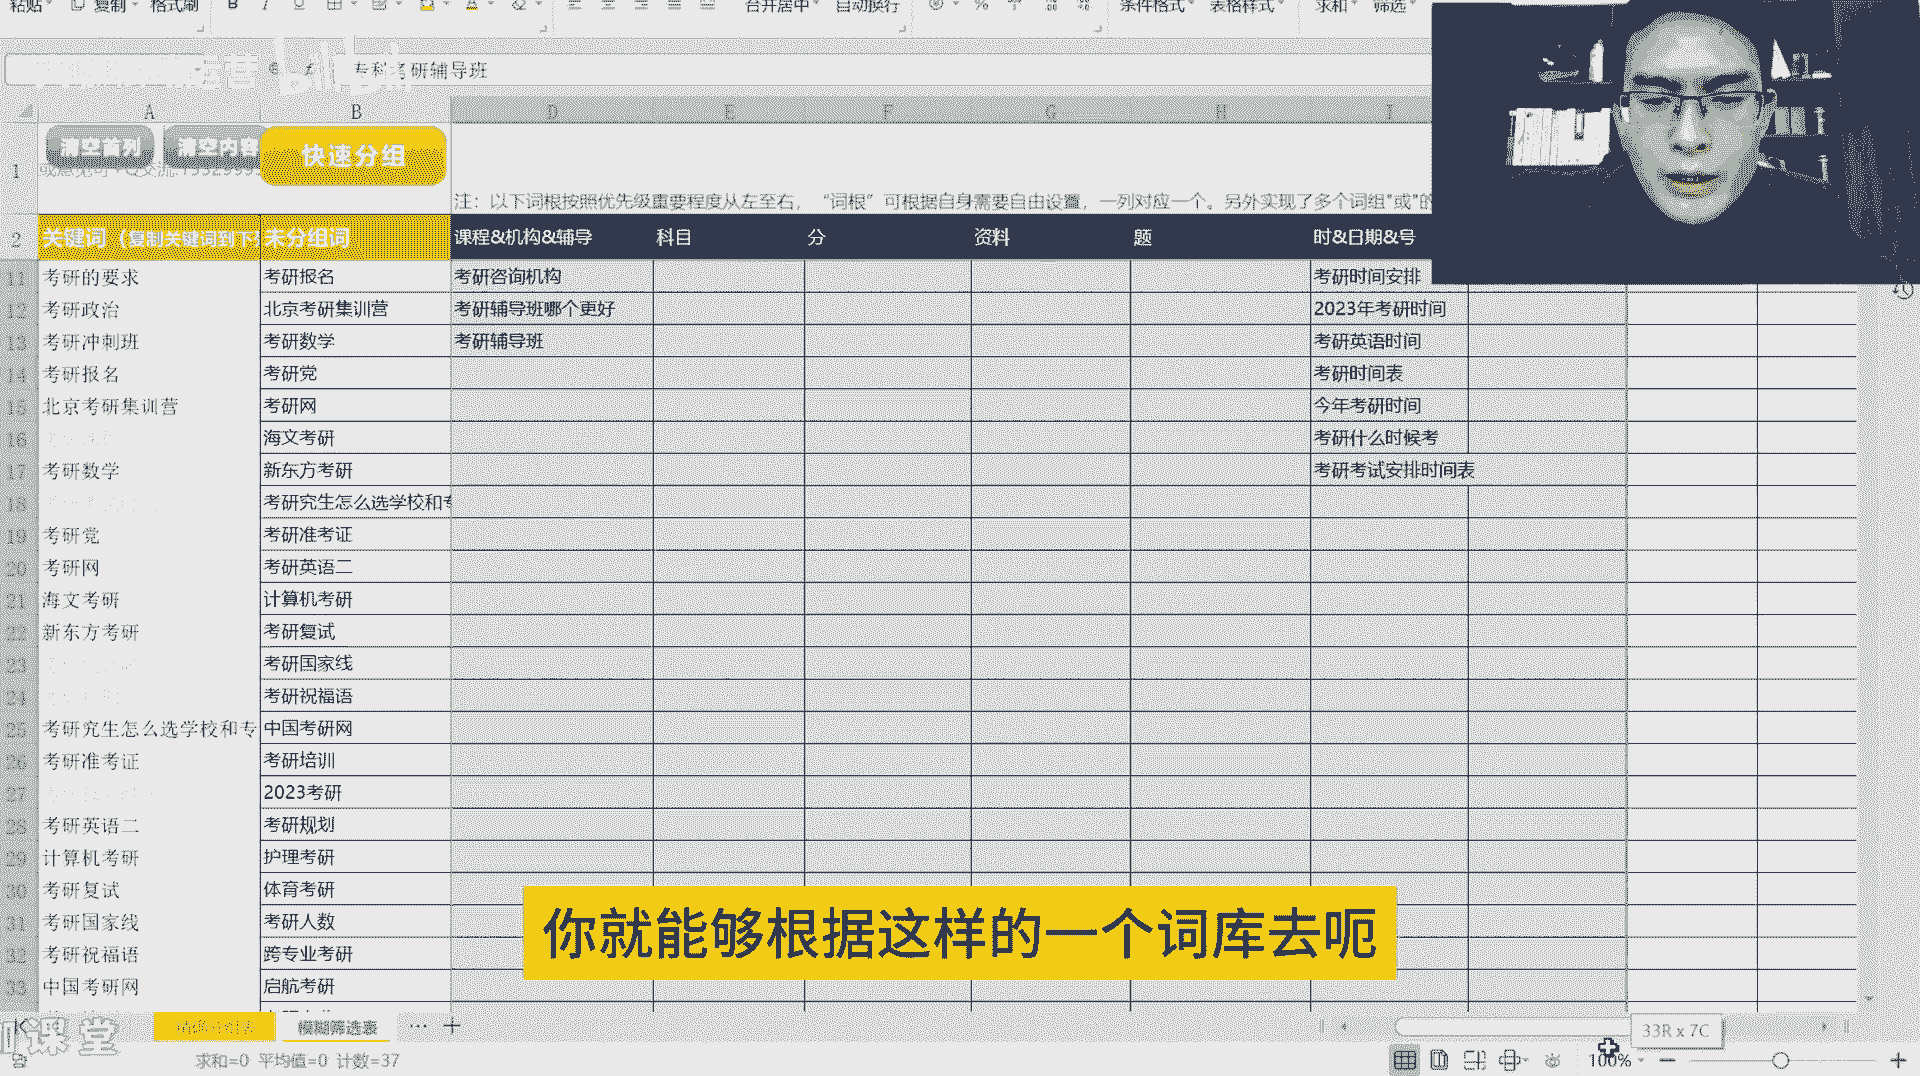 粘贴 复制 格式刷 B I U A 合并居中 自动换行 % 条件格式 表格样式 求和 筛选
专科考研辅导班
A B D E F G H I
清空首列 清空内容 快速分组
1
注：以下词根按照优先级重要程度从左至右，“词根”可根据自身需要自由设置，一列对应一个。另外实现了多个词组"或"的
2 关键词（复制关键词到下 未分组词 课程&机构&辅导 科目 分 资料 题 时&日期&号
11 考研的要求 考研报名 考研咨询机构 考研时间安排
12 考研政治 北京考研集训营 考研辅导班哪个更好 2023年考研时间
13 考研冲刺班 考研数学 考研辅导班 考研英语时间
14 考研报名 考研党 考研时间表
15 北京考研集训营 考研网 今年考研时间
16 海文考研 考研什么时候考
17 考研数学 新东方考研 考研考试安排时间表
18 考研究生怎么选学校和专
19 考研党 考研准考证
20 考研网 考研英语二
21 海文考研 计算机考研
22 新东方考研 考研复试
23 考研国家线
24 考研祝福语
25 考研究生怎么选学校和专 中国考研网
26 考研准考证 考研培训
27 2023考研
28 考研英语二 考研规划
29 计算机考研 护理考研
30 考研复试 体育考研
31 考研国家线 考研人数
32 考研祝福语 跨专业考研
33 中国考研网 启航考研
你就能够根据这样的一个词库去呃
模糊筛选表 ··· +
33R x 7C
求和=0 平均值=0 计数=37
100% − +
课堂